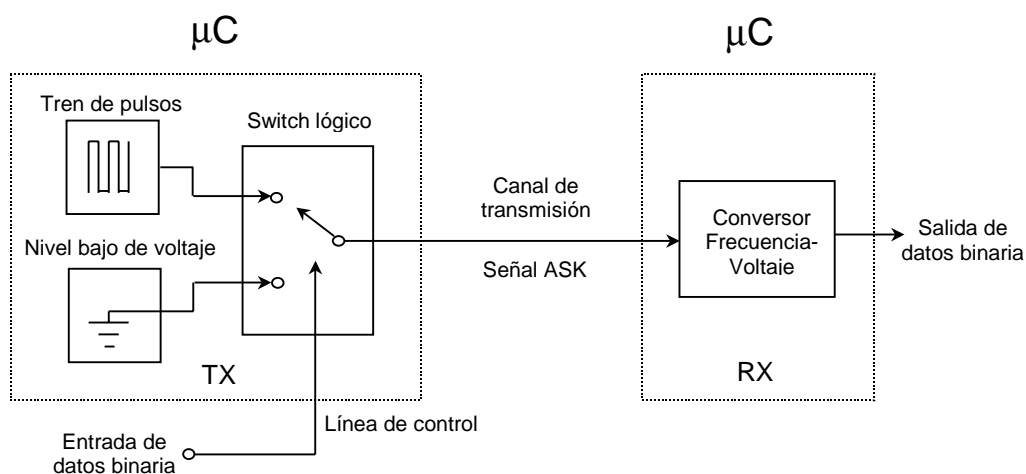 μC
μC
Tren de pulsos
Switch lógico
Nivel bajo de voltaje
TX
Canal de
transmisión
Señal ASK
Conversor
Frecuencia-
Voltaje
RX
Salida de
datos binaria
Línea de control
Entrada de
datos binaria